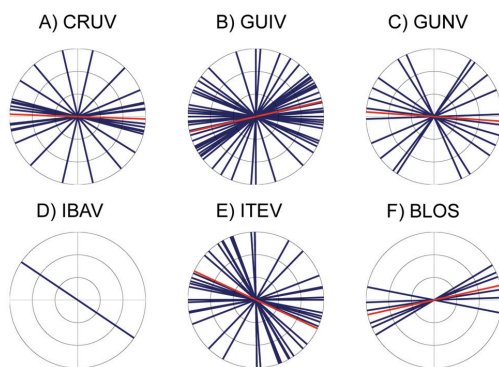 A) CRUV
B) GUIV
C) GUNV
D) IBAV
E) ITEV
F) BLOS